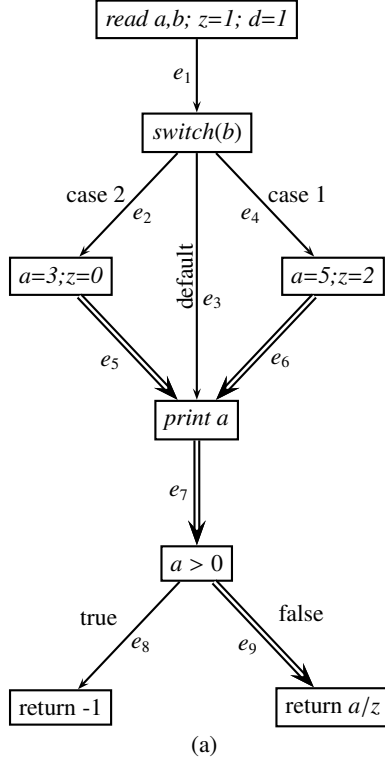 read a,b; z=1; d=1
e1
switch(b)
case 2
case 1
e2
e4
default
e3
a=3;z=0
a=5;z=2
e5
e6
print a
e7
a > 0
true
false
e8
e9
return -1
return a/z
(a)